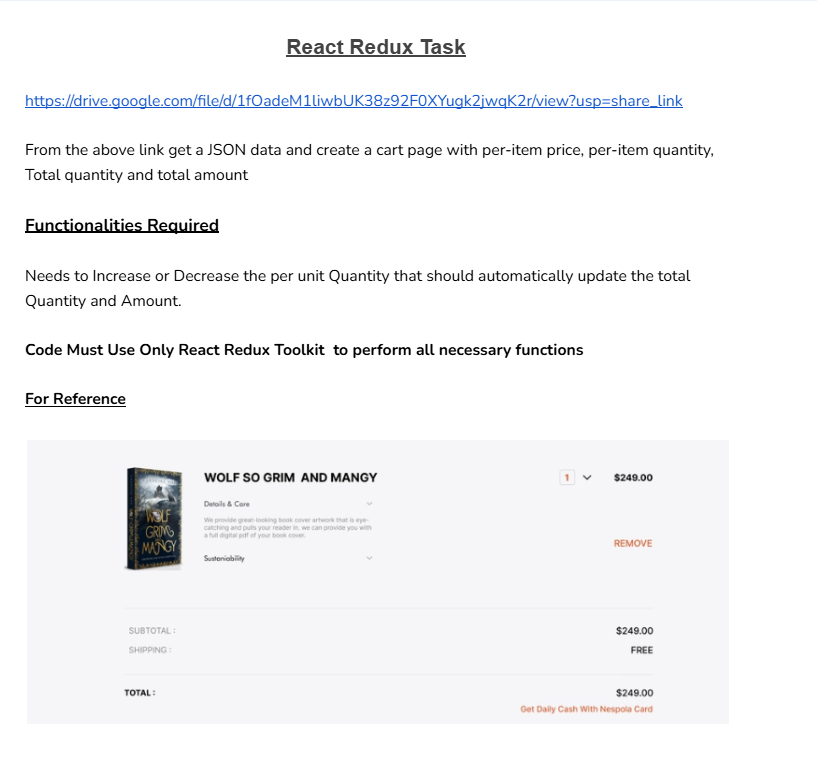 React Redux Task
https://drive.google.com/file/d/1fOadeM1liwbUK38z92F0XYugk2jwqK2r/view?usp=share_link
From the above link get a JSON data and create a cart page with per-item price, per-item quantity,
Total quantity and total amount
Functionalities Required
Needs to Increase or Decrease the per unit Quantity that should automatically update the total
Quantity and Amount.
Code Must Use Only React Redux Toolkit  to perform all necessary functions
For Reference
WOLF SO GRIM AND MANGY
1
$249.00
Details & Care
We provide great-looking book cover artwork that is eye-
catching and pulls your reader in. we can provide you with
a full digital pdf of your book cover.
REMOVE
Sustaniability
WOLF
GRIM
MANGY
SUBTOTAL :
$249.00
SHIPPING :
FREE
TOTAL :
$249.00
Get Daily Cash With Nespola Card